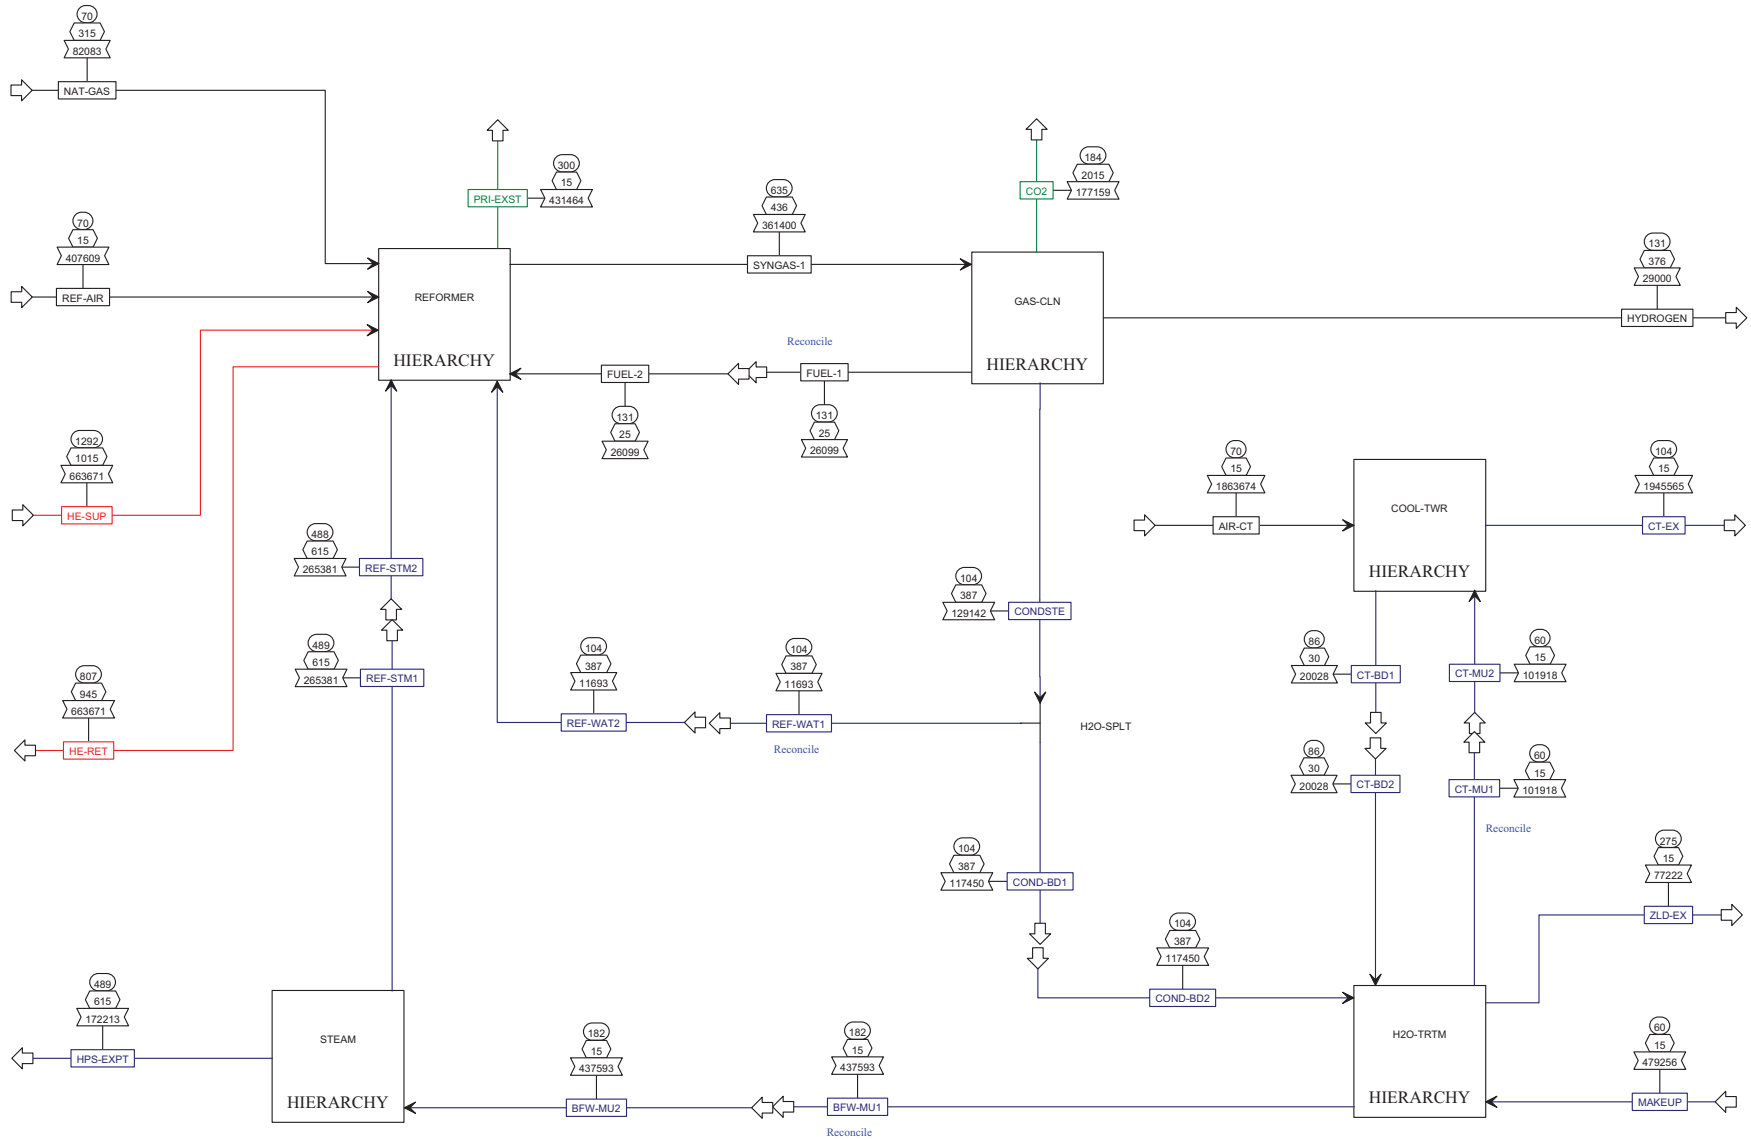 70
315
82083
NAT-GAS
300
15
431464
PRI-EXST
184
2015
177159
CO2
635
436
361400
SYNGAS-1
70
15
407609
REF-AIR
131
376
29000
HYDROGEN
REFORMER
HIERARCHY
GAS-CLN
HIERARCHY
Reconcile
FUEL-2
131
25
26099
FUEL-1
131
25
26099
1292
1015
663671
HE-SUP
70
15
1863674
AIR-CT
COOL-TWR
HIERARCHY
104
15
1945565
CT-EX
488
615
265381
REF-STM2
104
387
129142
CONDSTE
489
615
265381
REF-STM1
86
30
20028
CT-BD1
60
15
101918
CT-MU2
807
945
663671
HE-RET
104
387
11693
REF-WAT2
104
387
11693
REF-WAT1
Reconcile
H2O-SPLT
86
30
20028
CT-BD2
60
15
101918
CT-MU1
Reconcile
104
387
117450
COND-BD1
275
15
77222
ZLD-EX
104
387
117450
COND-BD2
489
615
172213
HPS-EXPT
STEAM
HIERARCHY
182
15
437593
BFW-MU2
182
15
437593
BFW-MU1
Reconcile
H2O-TRTM
HIERARCHY
60
15
479256
MAKEUP